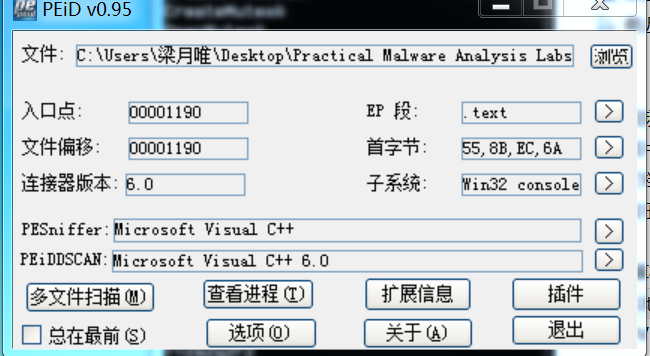 PEiD v0.95
文件: C:\Users\梁月唯\Desktop\Practical Malware Analysis Labs 浏览
入口点: 00001190 EP 段: .text >
文件偏移: 00001190 首字节: 55,8B,EC,6A >
连接器版本: 6.0 子系统: Win32 console >
PESniffer: Microsoft Visual C++ >
PEiDDSCAN: Microsoft Visual C++ 6.0 >
多文件扫描(M) 查看进程(T) 扩展信息 插件
总在最前(S) 选项(O) 关于(A) 退出